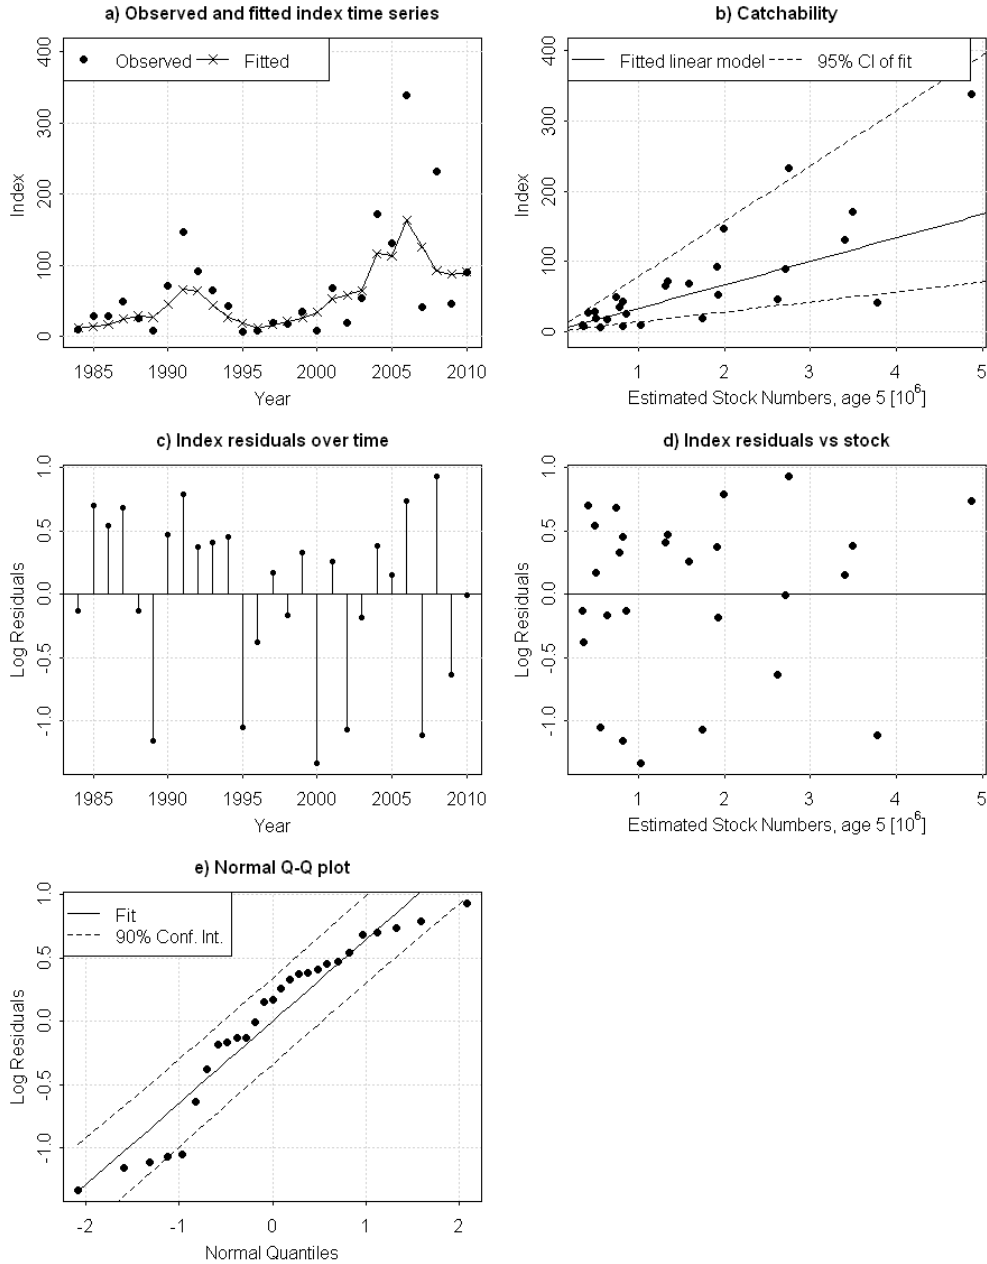 a) Observed and fitted index time series
Observed
Fitted
400
300
200
100
0
Index
1985 1990 1995 2000 2005 2010
Year
b) Catchability
Fitted linear model
95% CI of fit
400
300
200
100
0
Index
1 2 3 4 5
Estimated Stock Numbers, age 5 [10^6]
c) Index residuals over time
1.0
0.5
0.0
-0.5
-1.0
Log Residuals
1985 1990 1995 2000 2005 2010
Year
d) Index residuals vs stock
1.0
0.5
0.0
-0.5
-1.0
Log Residuals
1 2 3 4 5
Estimated Stock Numbers, age 5 [10^6]
e) Normal Q-Q plot
Fit
90% Conf. Int.
1.0
0.5
0.0
-0.5
-1.0
Log Residuals
-2 -1 0 1 2
Normal Quantiles